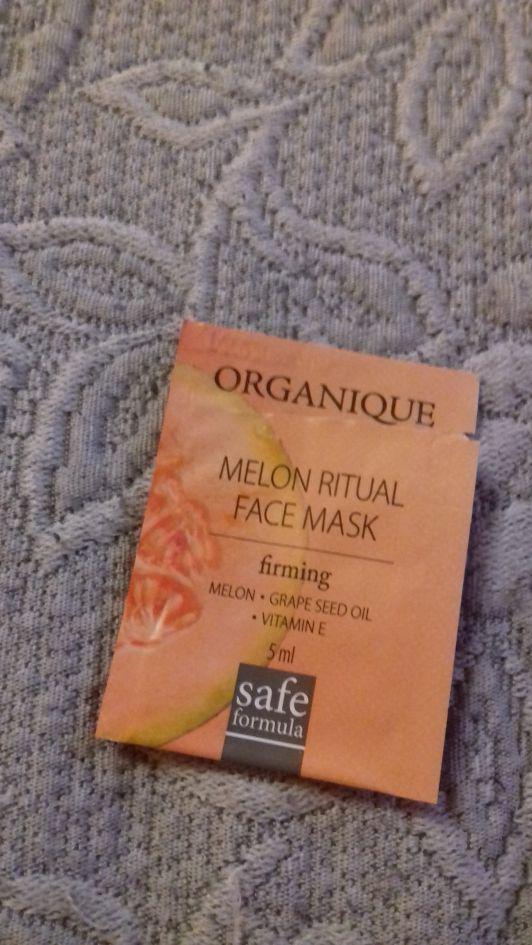 ORGANIQUE
MELON RITUAL
FACE MASK
firming
MELON • GRAPE SEED OIL
• VITAMIN E
5 ml
safe
formula